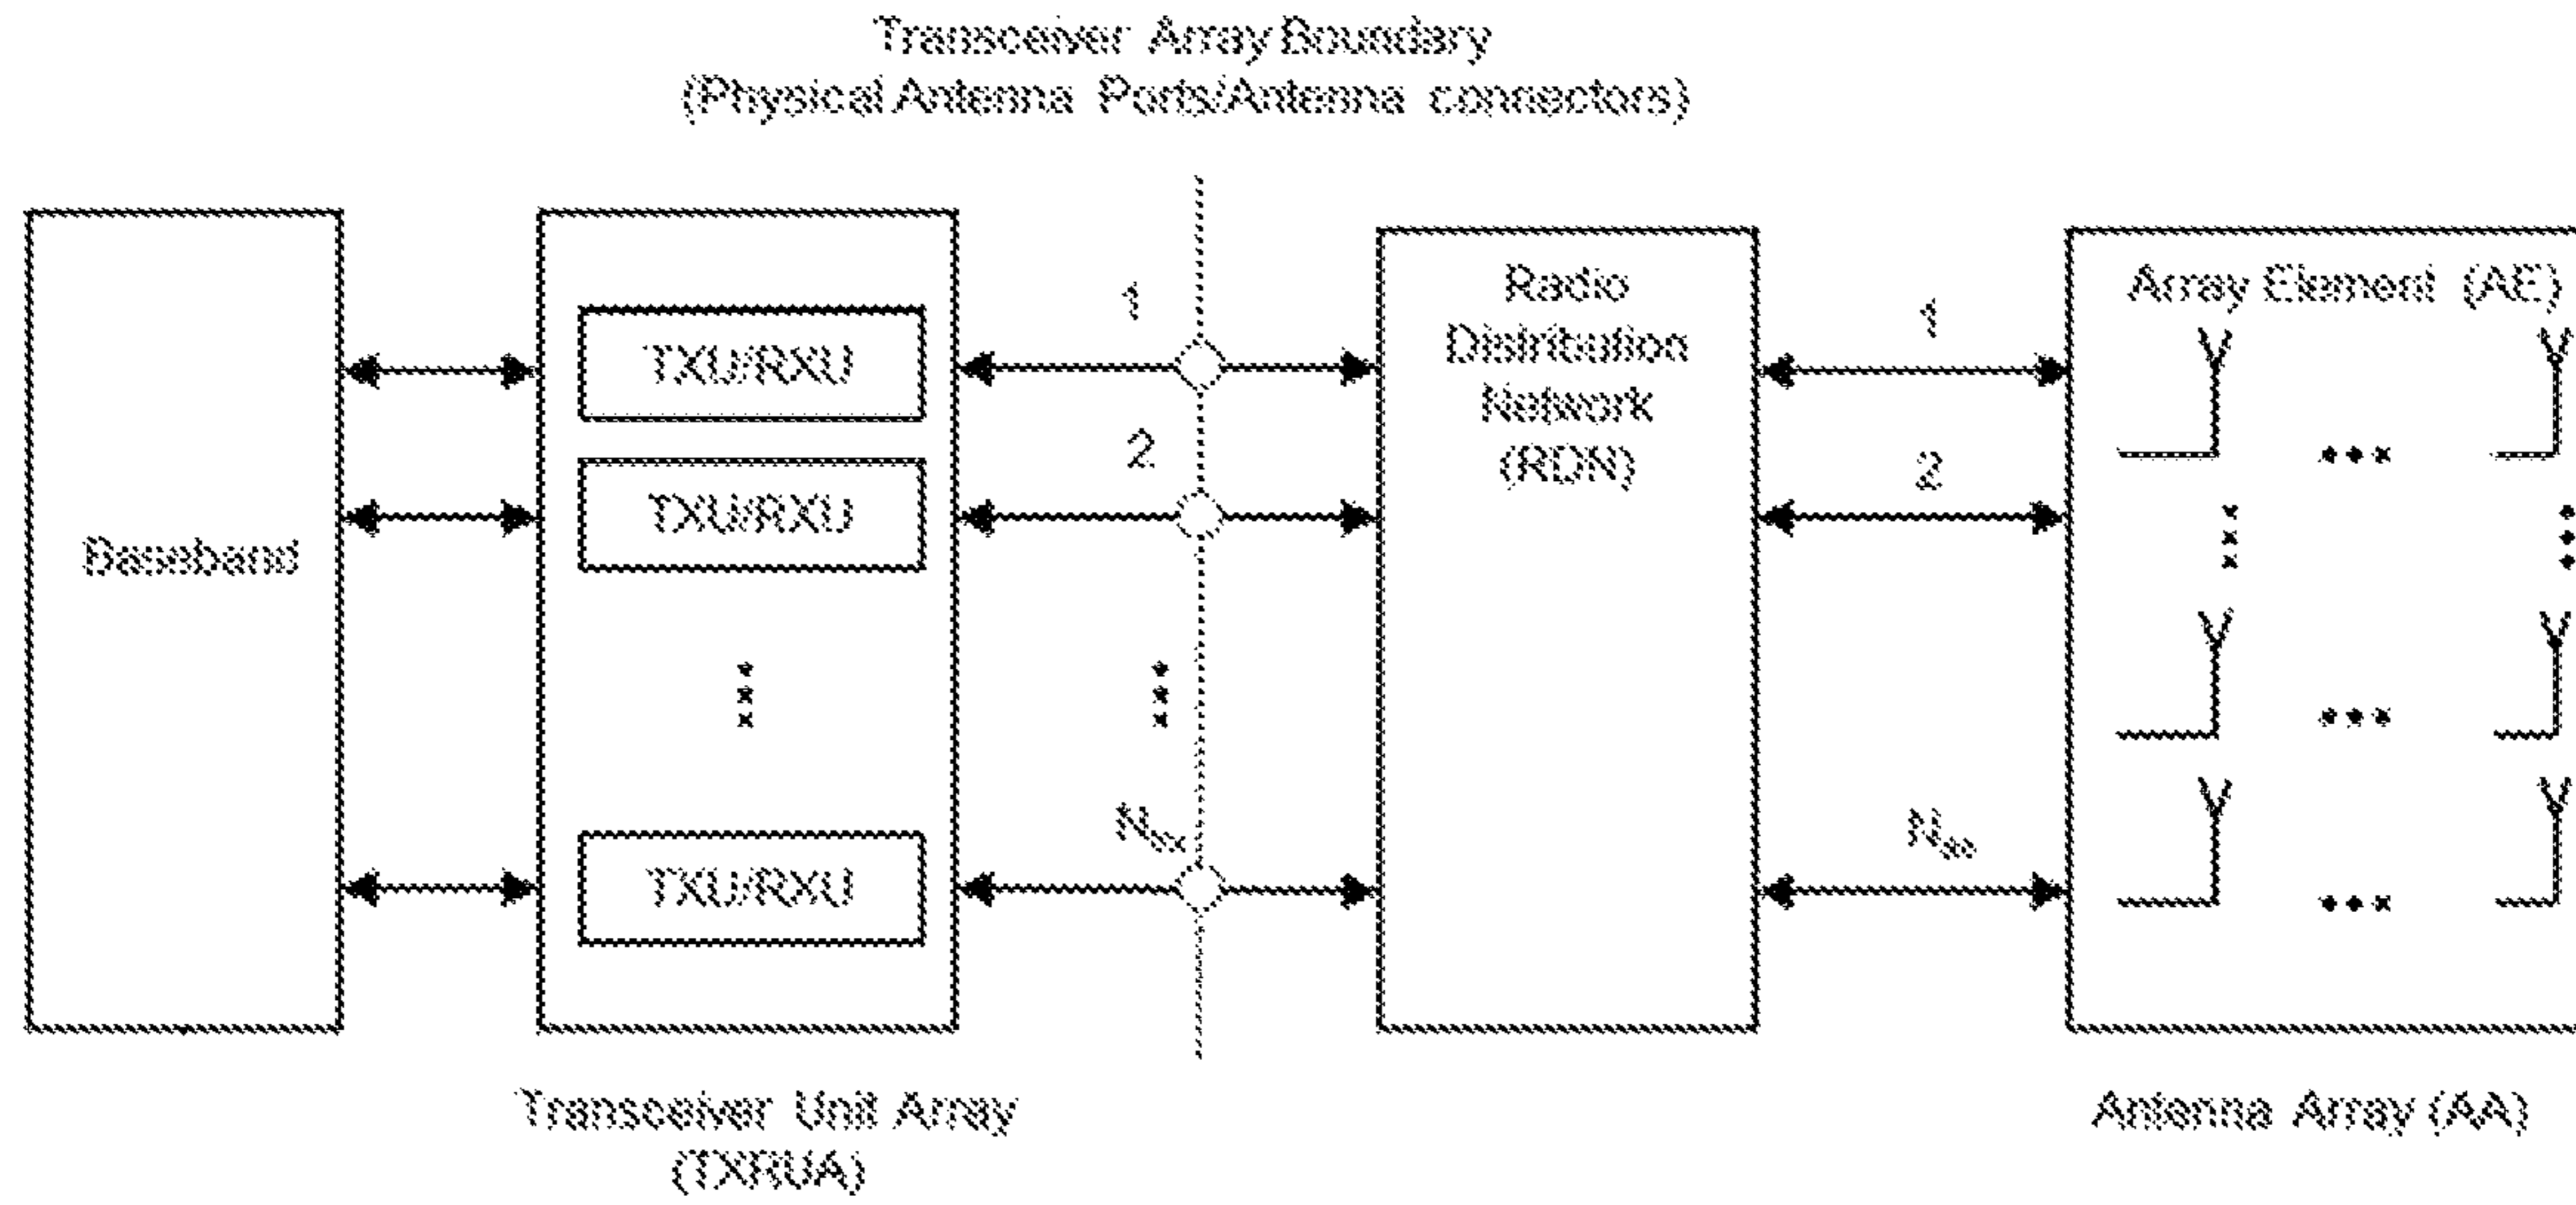 Transceiver Array Boundary
(Physical Antenna Ports/Antenna connectors)
Baseband
TXU/RXU
TXU/RXU
TXU/RXU
1
2
Radio
Distribution
Network
(RDN)
1
2
Array Element (AE)
Transceiver Unit Array
(TXRUA)
Antenna Array (AA)